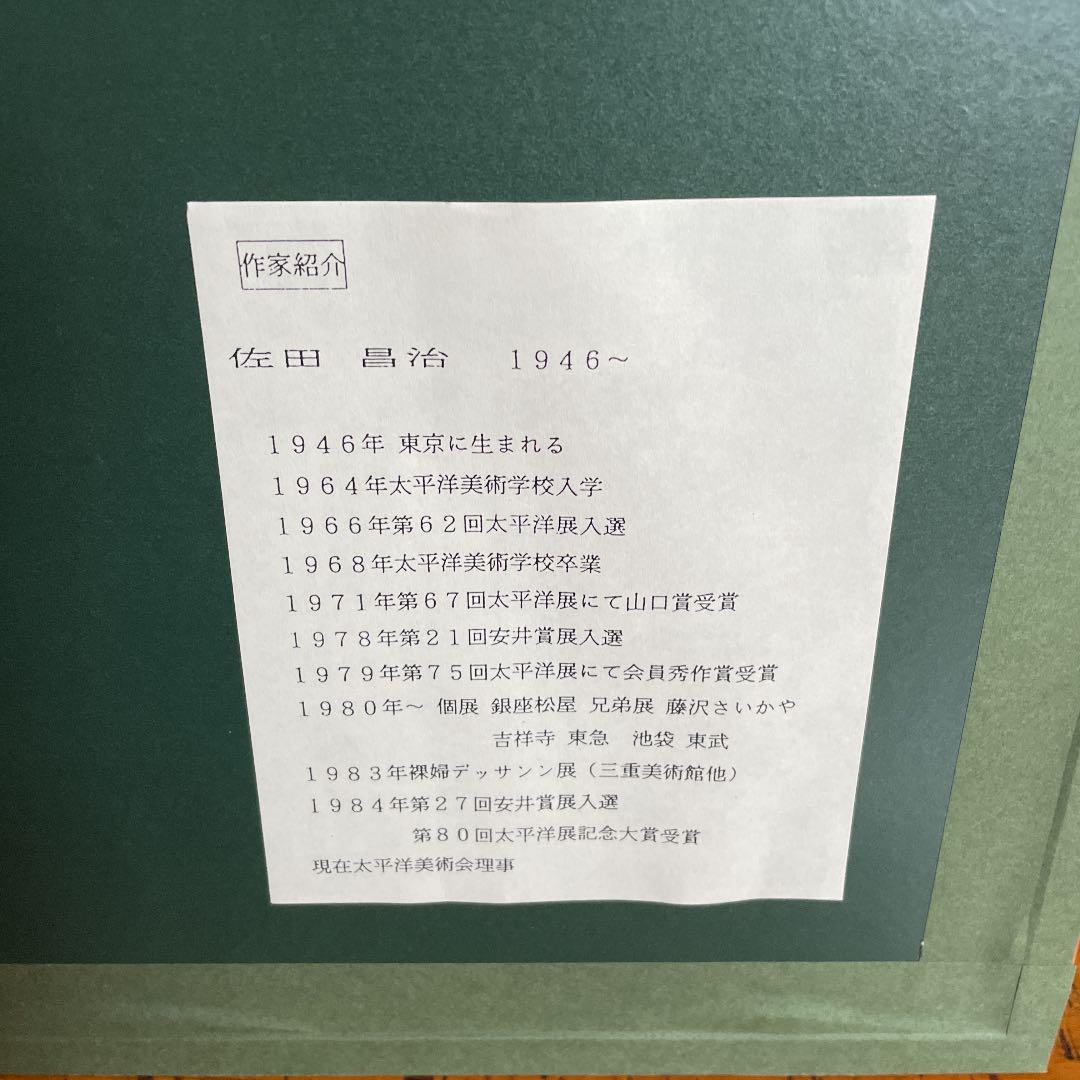 作家紹介
佐田　昌治　　１９４６～
１９４６年 東京に生まれる
１９６４年太平洋美術学校入学
１９６６年第６２回太平洋展入選
１９６８年太平洋美術学校卒業
１９７１年第６７回太平洋展にて山口賞受賞
１９７８年第２１回安井賞展入選
１９７９年第７５回太平洋展にて会員秀作賞受賞
１９８０年～ 個展 銀座松屋 兄弟展 藤沢さいかや
吉祥寺 東急　池袋 東武
１９８３年裸婦デッサンン展（三重美術館他）
１９８４年第２７回安井賞展入選
第８０回太平洋展記念大賞受賞
現在太平洋美術会理事